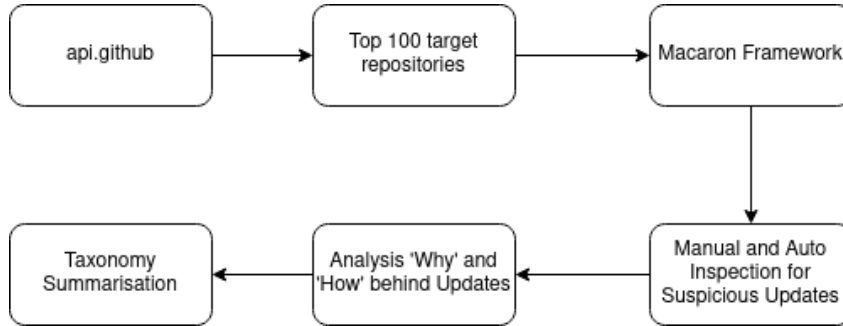 api.github
Top 100 target
repositories
Macaron Framework
Manual and Auto
Inspection for
Suspicious Updates
Analysis 'Why' and
'How' behind Updates
Taxonomy
Summarisation